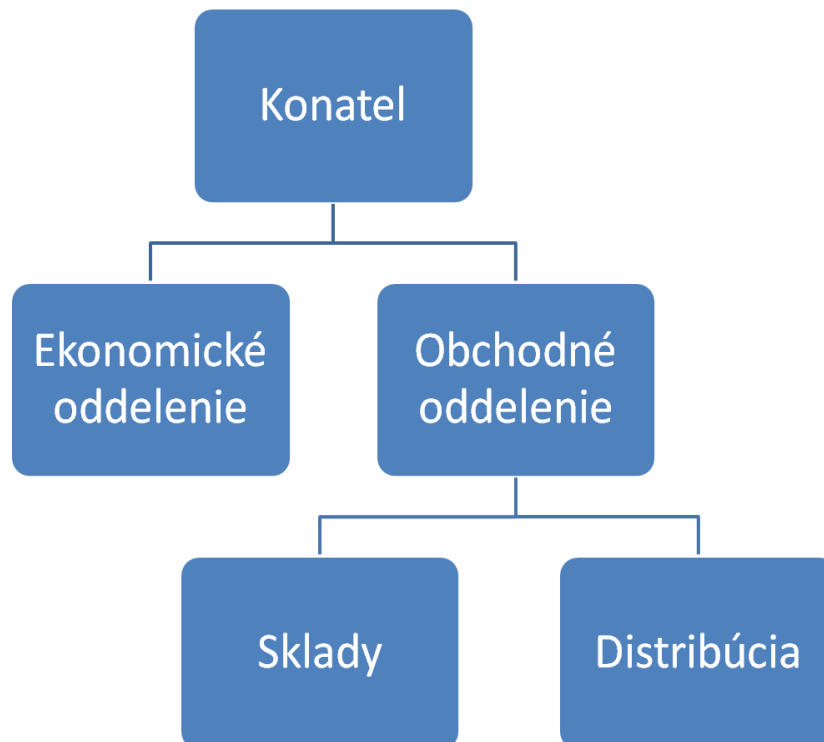 Konatel
Ekonomické
oddelenie
Obchodné
oddelenie
Sklady
Distribúcia